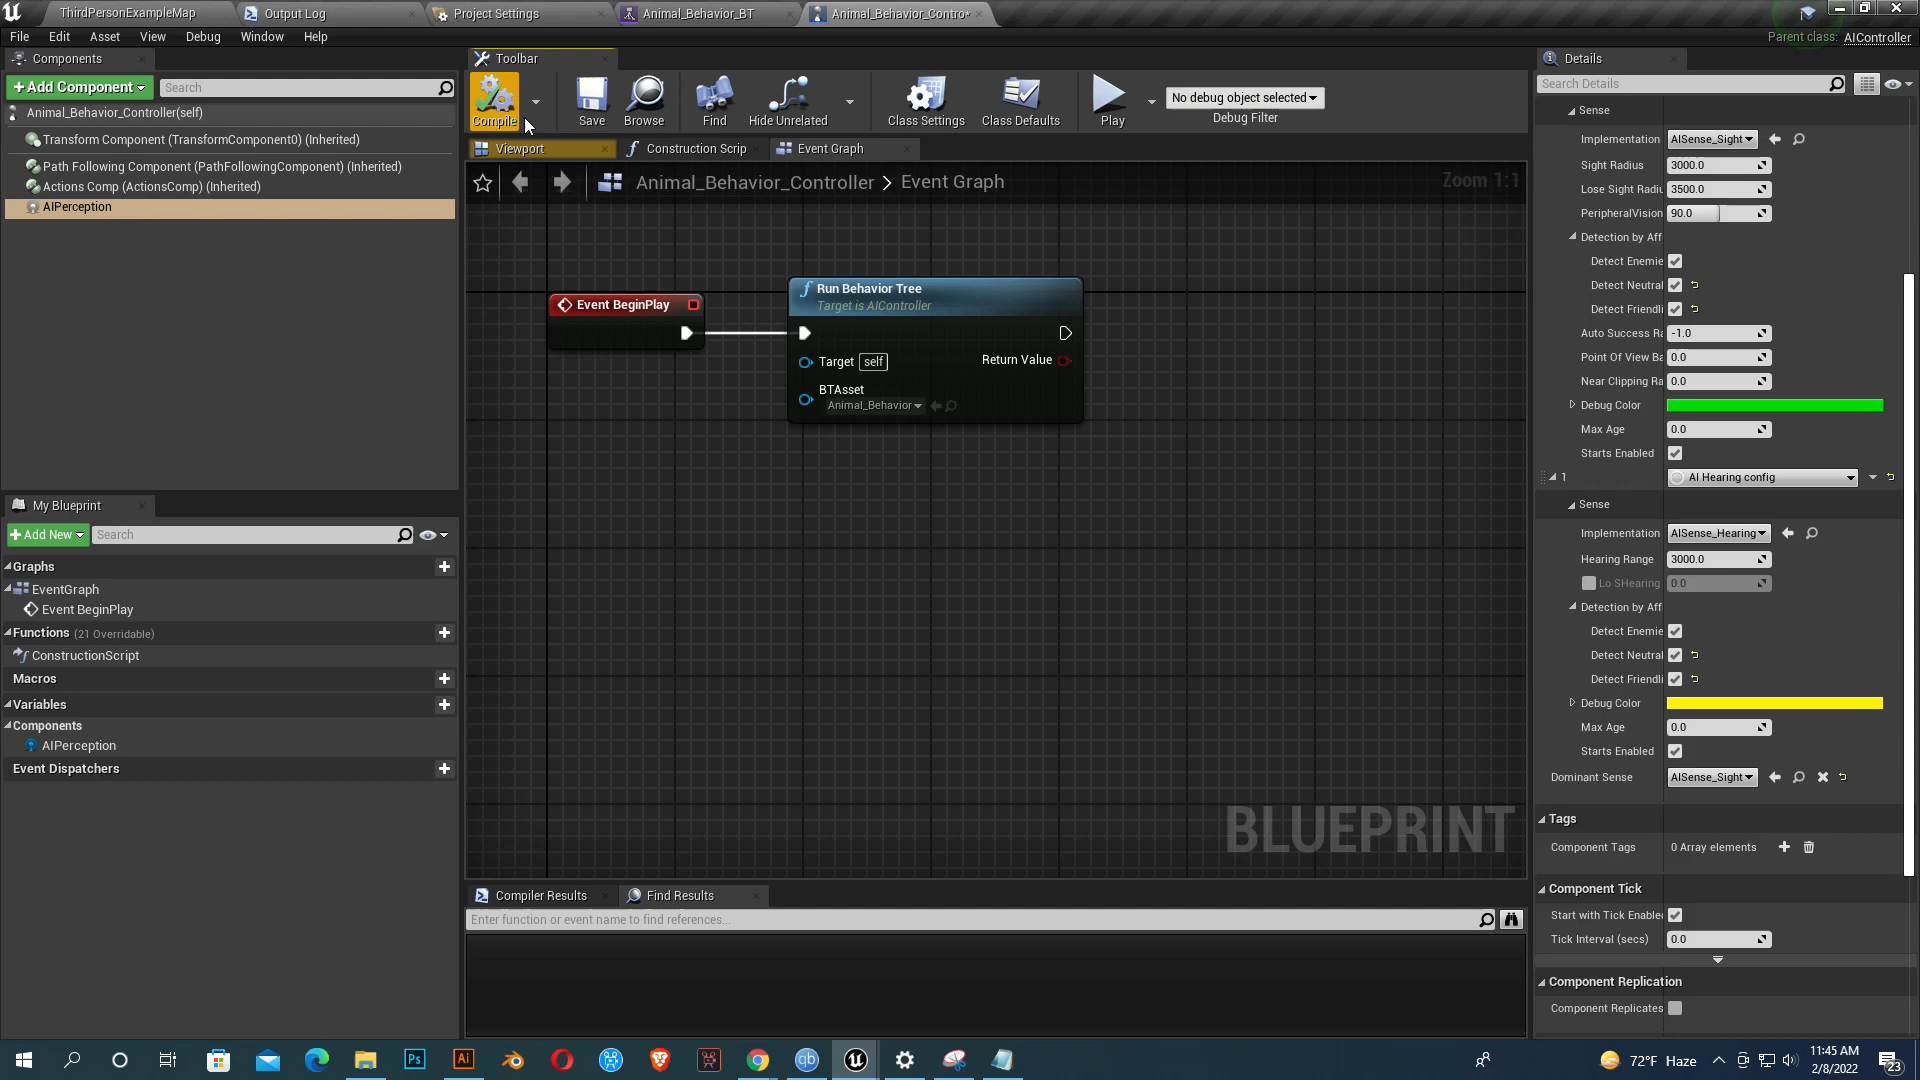 ThirdPersonExampleMap
Output Log
Project Settings
Animal_Behavior_BT
Animal_Behavior_Contro*
File Edit Asset View Debug Window Help
Parent class: AIController
Components
+Add Component
Search
Animal_Behavior_Controller(self)
Transform Component (TransformComponent0) (Inherited)
Path Following Component (PathFollowingComponent) (Inherited)
Actions Comp (ActionsComp) (Inherited)
AIPerception
My Blueprint
+Add New
Search
Graphs
EventGraph
Event BeginPlay
Functions (21 Overridable)
ConstructionScript
Macros
Variables
Components
AIPerception
Event Dispatchers
Toolbar
Compile
Save
Browse
Find
Hide Unrelated
Class Settings
Class Defaults
Play
No debug object selected
Debug Filter
Viewport
Construction Scrip
Event Graph
Animal_Behavior_Controller > Event Graph
Zoom 1:1
Event BeginPlay
Run Behavior Tree
Target is AIController
Target self
Return Value
BTAsset
Animal_Behavior
BLUEPRINT
Compiler Results
Find Results
Enter function or event name to find references...
Details
Search Details
Sense
Implementation AISense_Sight
Sight Radius 3000.0
Lose Sight Radiu 3500.0
PeripheralVision 90.0
Detection by Aff
Detect Enemie
Detect Neutral
Detect Friendli
Auto Success Ra -1.0
Point Of View Ba 0.0
Near Clipping Ra 0.0
Debug Color
Max Age 0.0
Starts Enabled
1 AI Hearing config
Sense
Implementation AISense_Hearing
Hearing Range 3000.0
Lo SHearing 0.0
Detection by Aff
Detect Enemie
Detect Neutral
Detect Friendli
Debug Color
Max Age 0.0
Starts Enabled
Dominant Sense AISense_Sight
Tags
Component Tags 0 Array elements
Component Tick
Start with Tick Enable
Tick Interval (secs) 0.0
Component Replication
Component Replicates
Ps
Ai
qb
72°F Haze
11:45 AM
2/8/2022
23